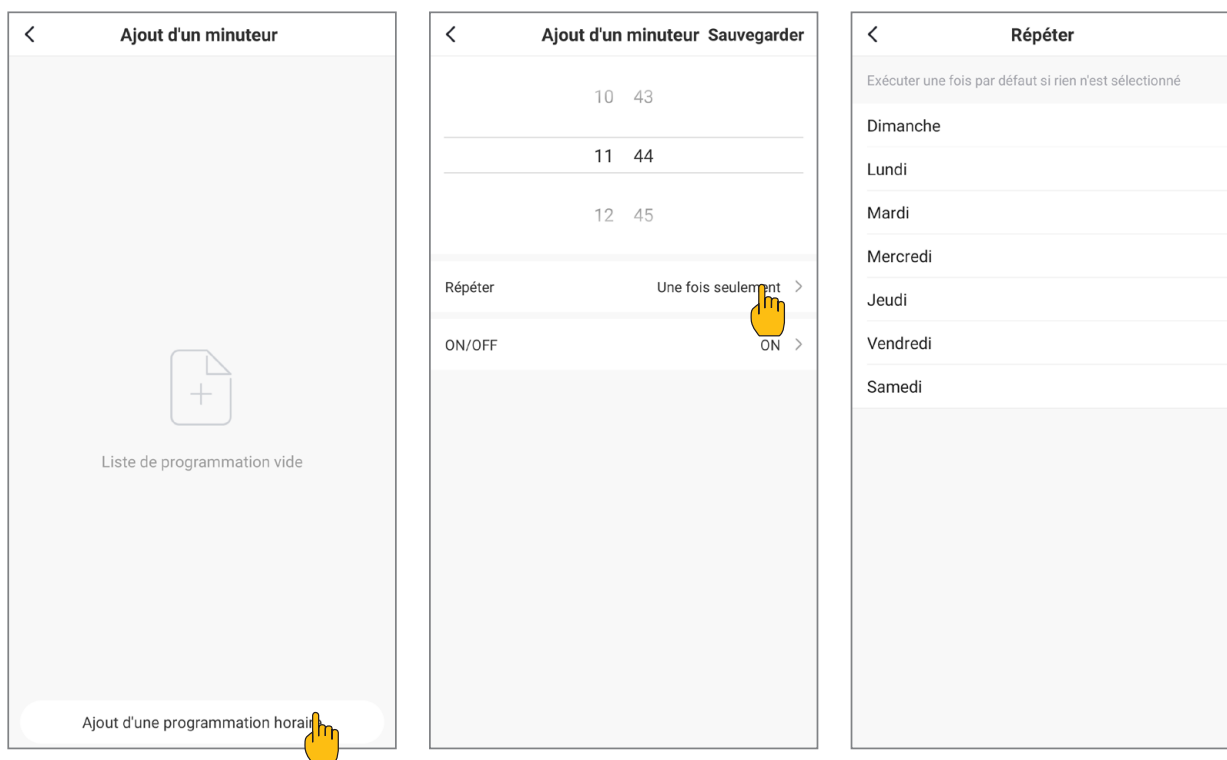 Ajout d'un minuteur
Liste de programmation vide
Ajout d'une programmation horaire
Ajout d'un minuteur Sauvegarder
10 43
11 44
12 45
Répéter Une fois seulement
ON/OFF ON
Répéter
Exécuter une fois par défaut si rien n'est sélectionné
Dimanche
Lundi
Mardi
Mercredi
Jeudi
Vendredi
Samedi